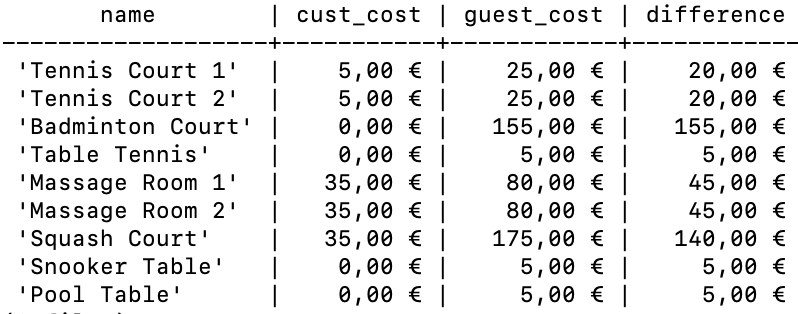 name | cust_cost | guest_cost | difference
-------------------+-----------+------------+------------
'Tennis Court 1' | 5,00 € | 25,00 € | 20,00 €
'Tennis Court 2' | 5,00 € | 25,00 € | 20,00 €
'Badminton Court' | 0,00 € | 155,00 € | 155,00 €
'Table Tennis' | 0,00 € | 5,00 € | 5,00 €
'Massage Room 1' | 35,00 € | 80,00 € | 45,00 €
'Massage Room 2' | 35,00 € | 80,00 € | 45,00 €
'Squash Court' | 35,00 € | 175,00 € | 140,00 €
'Snooker Table' | 0,00 € | 5,00 € | 5,00 €
'Pool Table' | 0,00 € | 5,00 € | 5,00 €